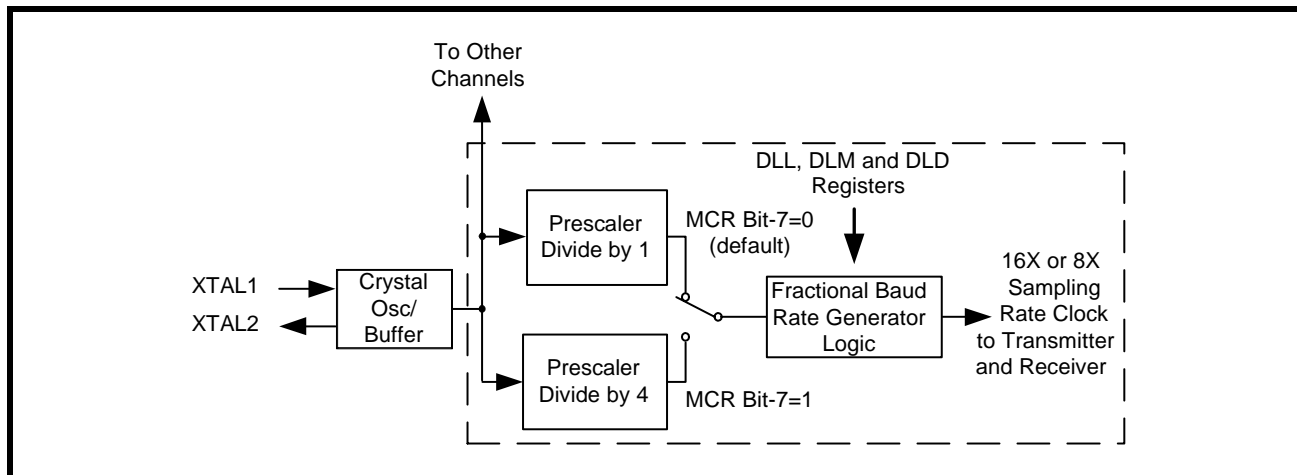 To Other
Channels
DLL, DLM and DLD
Registers
Prescaler
Divide by 1
MCR Bit-7=0
(default)
XTAL1
XTAL2
Crystal
Osc/
Buffer
Fractional Baud
Rate Generator
Logic
16X or 8X
Sampling
Rate Clock
to Transmitter
and Receiver
Prescaler
Divide by 4
MCR Bit-7=1